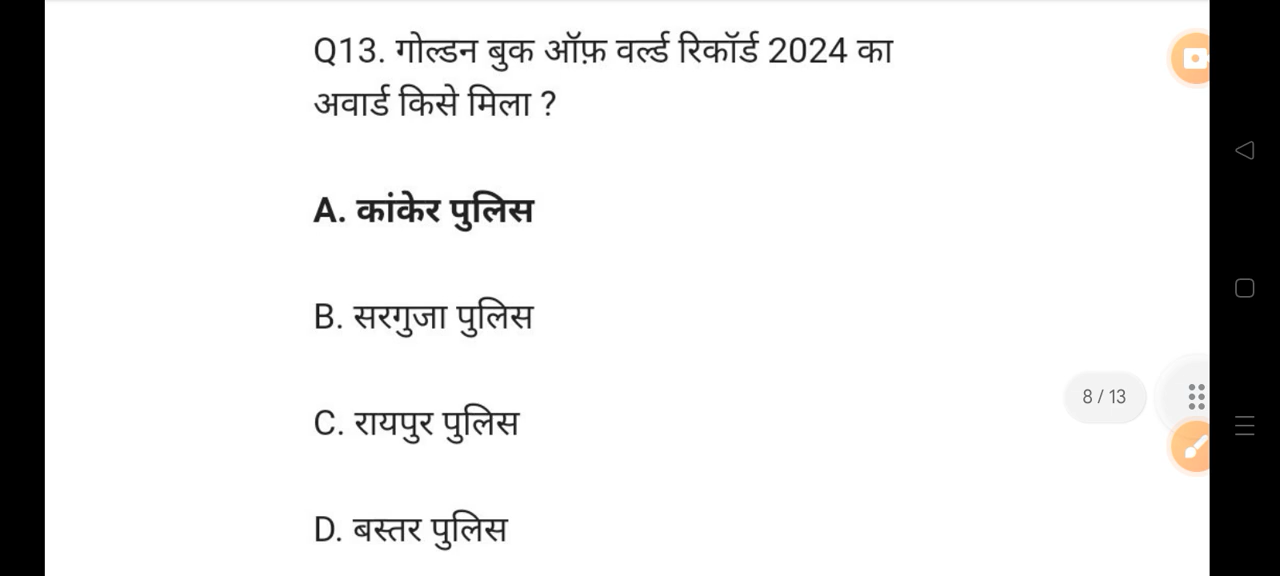 Q13. गोल्डन बुक ऑफ़ वर्ल्ड रिकॉर्ड 2024 का
अवार्ड किसे मिला ?
A. कांकेर पुलिस
B. सरगुजा पुलिस
8 / 13
C. रायपुर पुलिस
D. बस्तर पुलिस